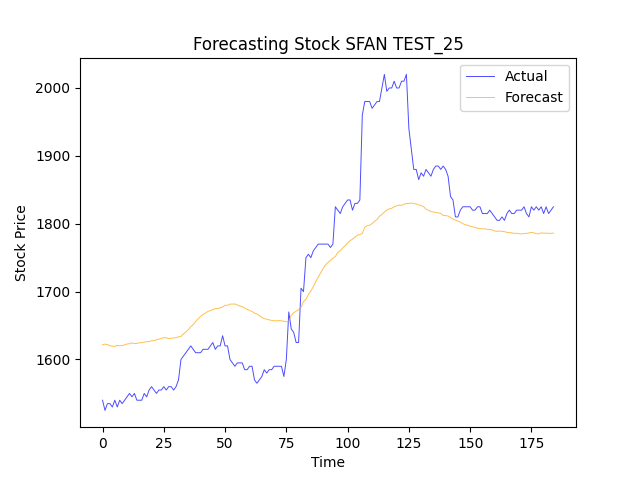 Forecasting Stock SFAN TEST_25
Actual
Forecast
Stock Price
2000
1900
1800
1700
1600
0 25 50 75 100 125 150 175
Time